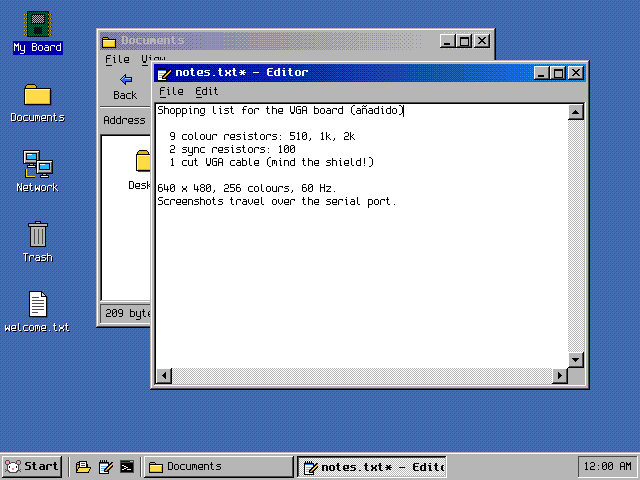 My Board
Documents
Network
Trash
welcome.txt
Documents
File View
Back
Address
209
notes.txt* - Editor
File Edit
Shopping list for the VGA board (añadido)
9 colour resistors: 510, 1k, 2k
2 sync resistors: 100
1 cut VGA cable (mind the shield!)
640 x 480, 256 colours, 60 Hz.
Screenshots travel over the serial port.
Start
Documents
notes.txt* - Edito
12:00 AM